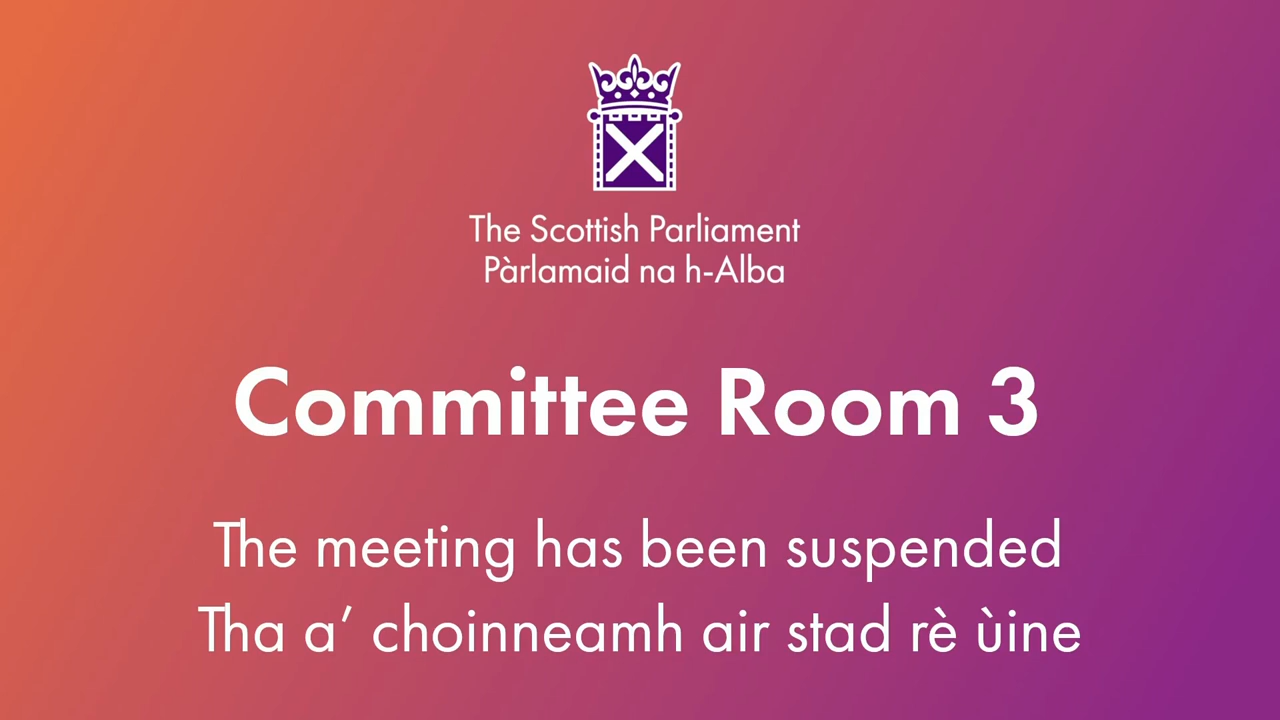 The Scottish Parliament
Pàrlamaid na h-Alba
Committee Room 3
The meeting has been suspended
Tha a’ choinneamh air stad rè ùine